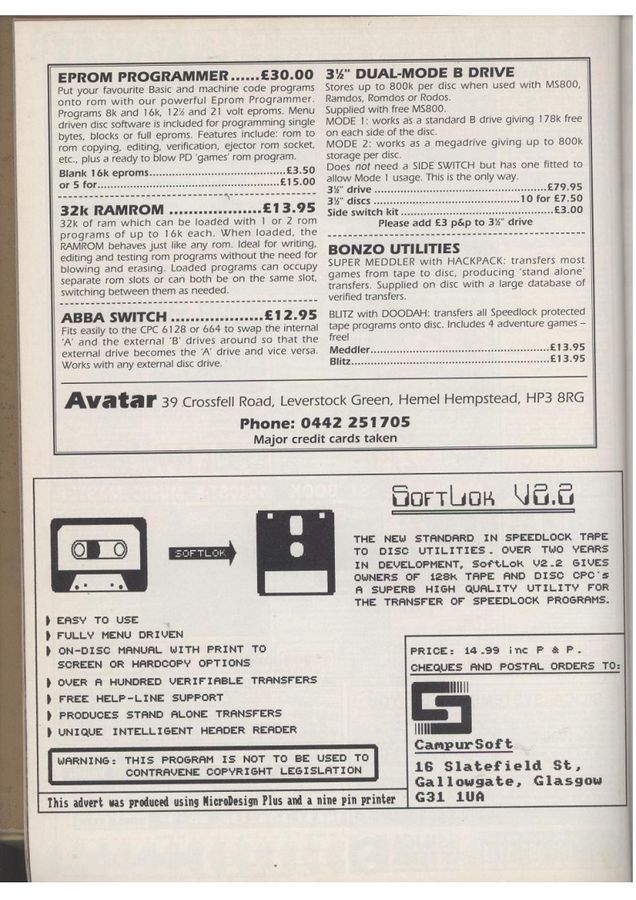 EPROM PROGRAMMER......£30.00
Put your favourite Basic and machine code programs
onto rom with our powerful Eprom Programmer.
Programs 8k and 16k, 12½ and 21 volt eproms. Menu
driven disc software is included for programming single
bytes, blocks or full eproms. Features include: rom to
rom copying, editing, verification, ejector rom socket,
etc., plus a ready to blow PD 'games' rom program.
Blank 16k eproms..........................................£3.50
or 5 for.......................................................£15.00
32k RAMROM ..................£13.95
32k of ram which can be loaded with 1 or 2 rom
programs of up to 16k each. When loaded, the
RAMROM behaves just like any rom. Ideal for writing,
editing and testing rom programs without the need for
blowing and erasing. Loaded programs can occupy
separate rom slots or can both be on the same slot,
switching between them as needed.
ABBA SWITCH ..................£12.95
Fits easily to the CPC 6128 or 664 to swap the internal
'A' and the external 'B' drives around so that the
external drive becomes the 'A' drive and vice versa.
Works with any external disc drive.
3½" DUAL-MODE B DRIVE
Stores up to 800k per disc when used with MS800,
Ramdos, Romdos or Rodos.
Supplied with free MS800.
MODE 1: works as a standard B drive giving 178k free
on each side of the disc.
MODE 2: works as a megadrive giving up to 800k
storage per disc.
Does not need a SIDE SWITCH but has one fitted to
allow Mode 1 usage. This is the only way.
3½" drive ......................................................£79.95
3½" discs ..............................................10 for £7.50
Side switch kit ................................................£3.00
Please add £3 p&p to 3½" drive
BONZO UTILITIES
SUPER MEDDLER with HACKPACK: transfers most
games from tape to disc, producing 'stand alone'
transfers. Supplied on disc with a large database of
verified transfers.
BLITZ with DOODAH: transfers all Speedlock protected
tape programs onto disc. Includes 4 adventure games –
free!
Meddler........................................................£13.95
Blitz..............................................................£13.95
Avatar 39 Crossfell Road, Leverstock Green, Hemel Hempstead, HP3 8RG
Phone: 0442 251705
Major credit cards taken
SOFTLOK V2.2
SOFTLOK
THE NEW STANDARD IN SPEEDLOCK TAPE
TO DISC UTILITIES. OVER TWO YEARS
IN DEVELOPMENT, SoftLok V2.2 GIVES
OWNERS OF 128K TAPE AND DISC CPC's
A SUPERB HIGH QUALITY UTILITY FOR
THE TRANSFER OF SPEEDLOCK PROGRAMS.
EASY TO USE
FULLY MENU DRIVEN
ON-DISC MANUAL WITH PRINT TO
SCREEN OR HARDCOPY OPTIONS
OVER A HUNDRED VERIFIABLE TRANSFERS
FREE HELP-LINE SUPPORT
PRODUCES STAND ALONE TRANSFERS
UNIQUE INTELLIGENT HEADER READER
WARNING: THIS PROGRAM IS NOT TO BE USED TO
CONTRAVENE COPYRIGHT LEGISLATION
This advert was produced using MicroDesign Plus and a nine pin printer
PRICE: 14.99 inc P & P.
CHEQUES AND POSTAL ORDERS TO:
CampurSoft
16 Slatefield St,
Gallowgate, Glasgow
G31 1UA